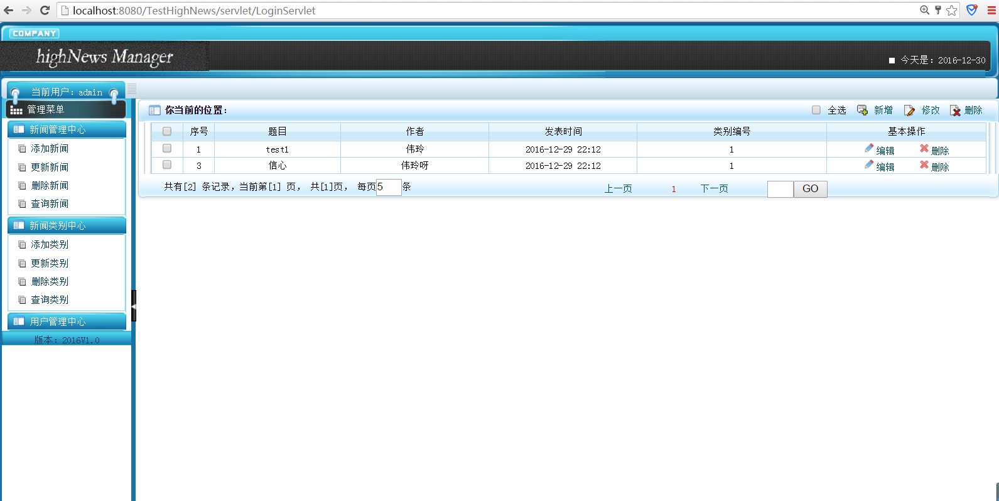 localhost:8080/TestHighNews/servlet/LoginServlet
COMPANY
highNews Manager
今天是：2016-12-30
当前用户：admin
管理菜单
新闻管理中心
添加新闻
更新新闻
删除新闻
查询新闻
新闻类别中心
添加类别
更新类别
删除类别
查询类别
用户管理中心
版本：2016V1.0
你当前的位置： 全选 新增 修改 删除
序号 题目 作者 发表时间 类别编号 基本操作
1 test1 伟玲 2016-12-29 22:12 1 编辑 删除
3 信心 伟玲呀 2016-12-29 22:12 1 编辑 删除
共有[2] 条记录，当前第[1] 页， 共[1]页， 每页5条 上一页 1 下一页 GO